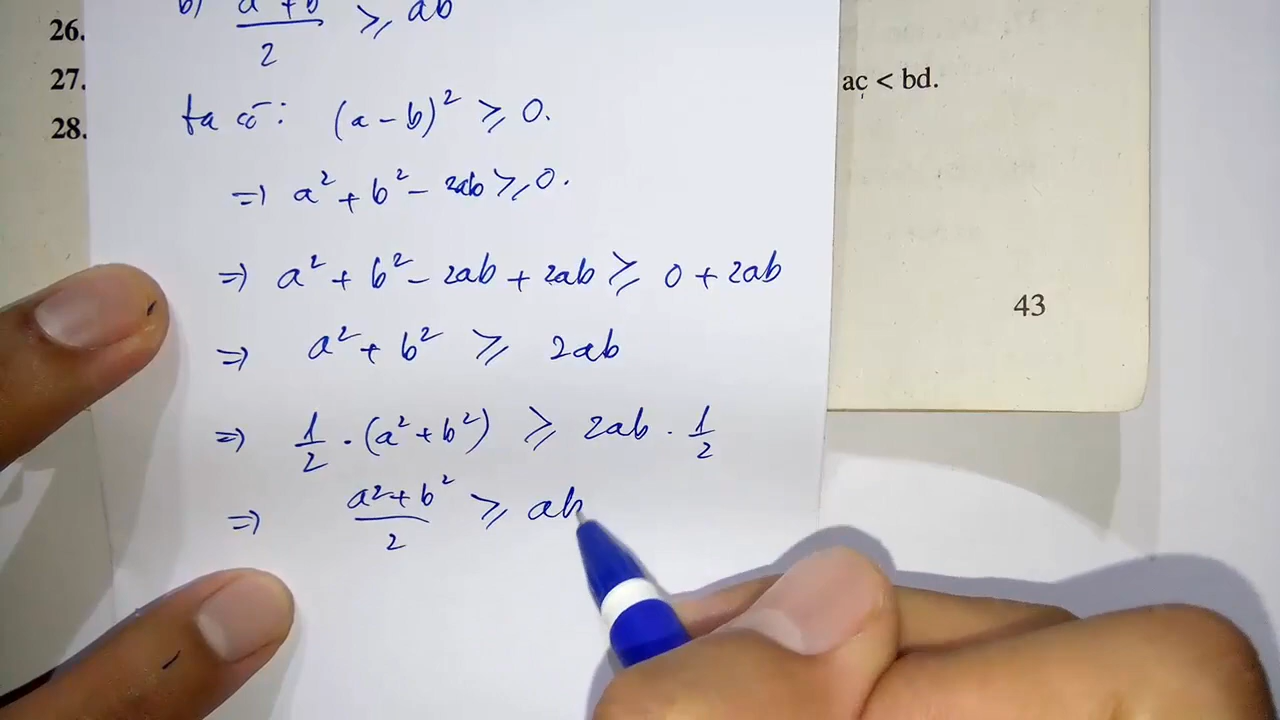 26.
27.
28.
b) a² + b² / 2 ⩾ ab
ta có: (a - b)² ⩾ 0.
=> a² + b² - 2ab ⩾ 0.
=> a² + b² - 2ab + 2ab ⩾ 0 + 2ab
=> a² + b² ⩾ 2ab
=> 1/2 . (a² + b²) ⩾ 2ab . 1/2
=> a² + b² / 2 ⩾ ab
ac < bd.
43